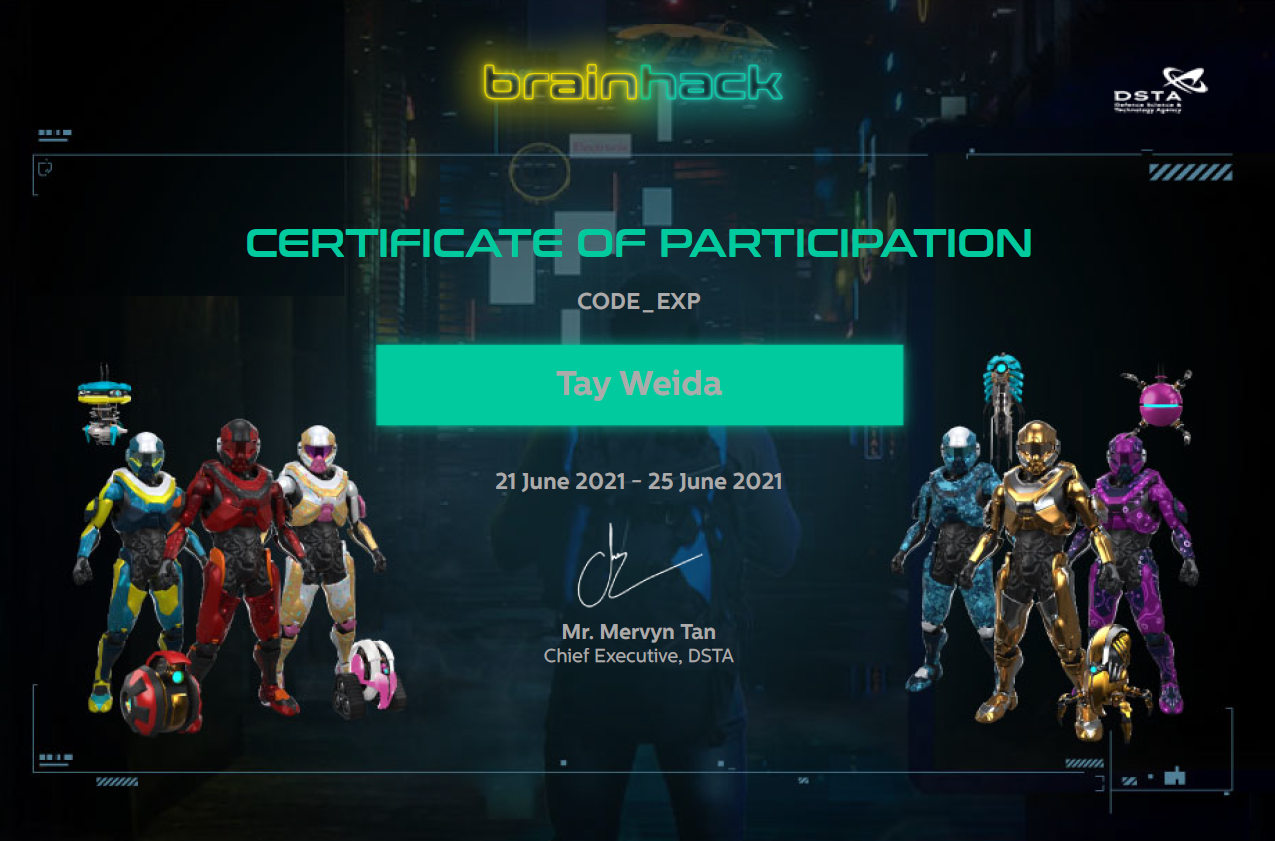 brainhack
DSTA
Defence Science &
Technology Agency
Electronic
CERTIFICATE OF PARTICIPATION
CODE_EXP
Tay Weida
21 June 2021 - 25 June 2021
Mr. Mervyn Tan
Chief Executive, DSTA